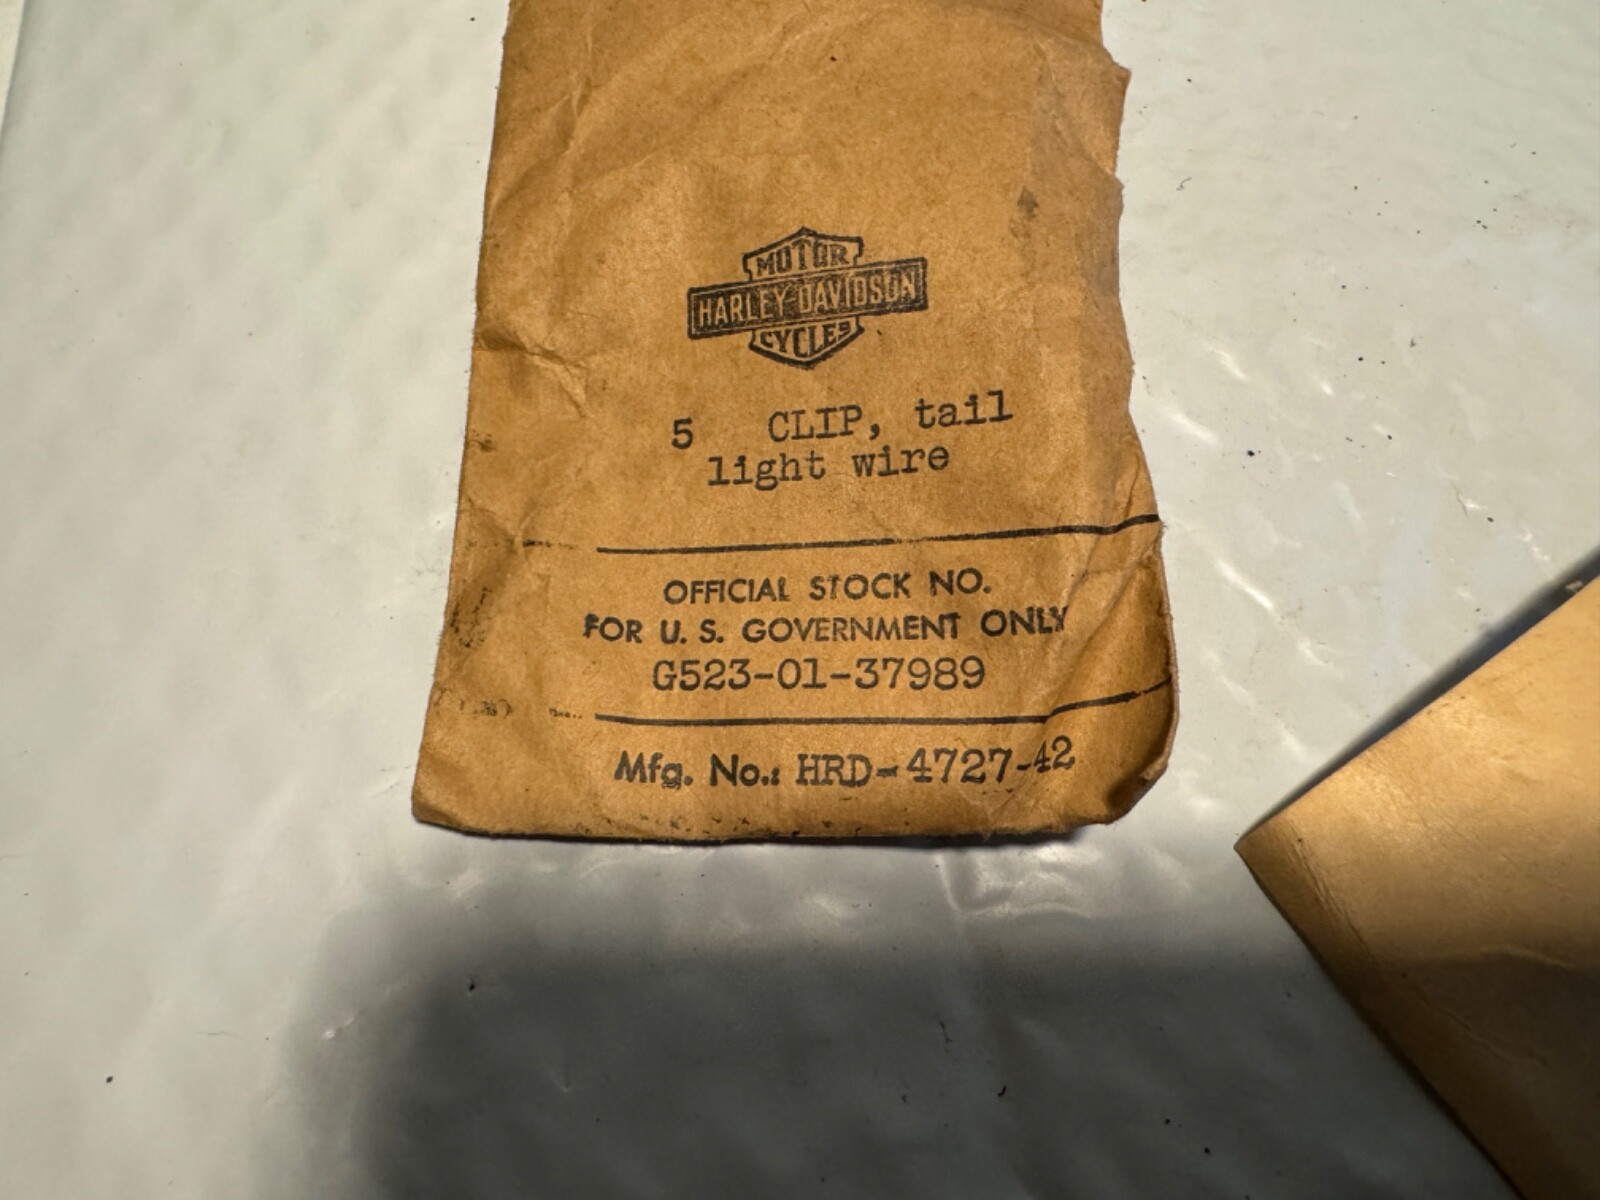 MOTOR
HARLEY-DAVIDSON
CYCLES
5 CLIP, tail
light wire
OFFICIAL STOCK NO.
FOR U. S. GOVERNMENT ONLY
G523-01-37989
Mfg. No.: HRD-4727-42